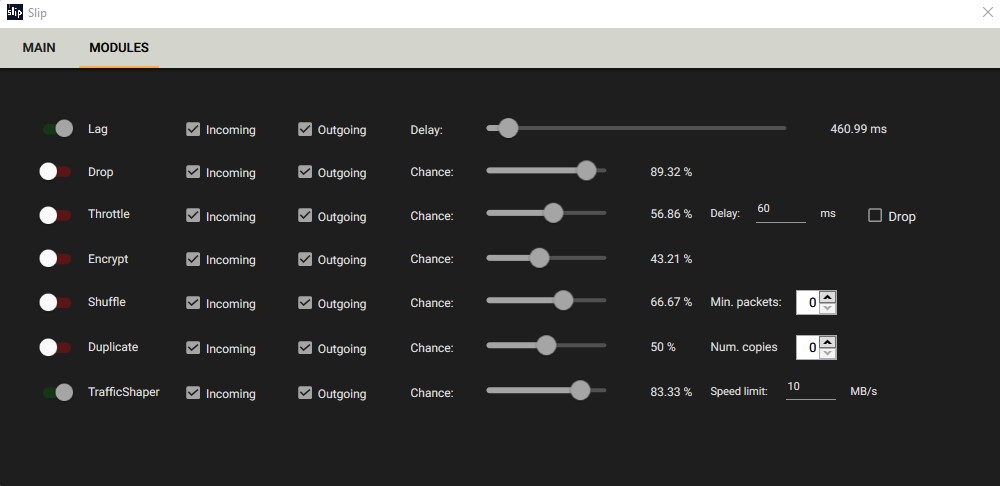 slip Slip
MAIN MODULES
Lag Incoming Outgoing Delay: 460.99 ms
Drop Incoming Outgoing Chance: 89.32 %
Throttle Incoming Outgoing Chance: 56.86 % Delay: 60 ms Drop
Encrypt Incoming Outgoing Chance: 43.21 %
Shuffle Incoming Outgoing Chance: 66.67 % Min. packets: 0
Duplicate Incoming Outgoing Chance: 50 % Num. copies 0
TrafficShaper Incoming Outgoing Chance: 83.33 % Speed limit: 10 MB/s